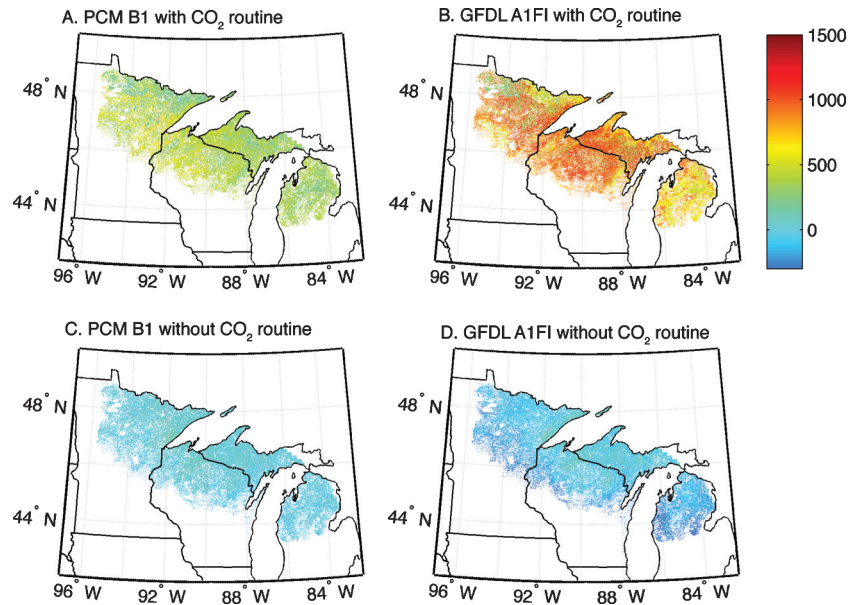 A. PCM B1 with CO₂ routine
B. GFDL A1FI with CO₂ routine
48° N
44° N
96° W
92° W
88° W
84° W
48° N
44° N
96° W
92° W
88° W
84° W
1500
1000
500
0
C. PCM B1 without CO₂ routine
D. GFDL A1FI without CO₂ routine
48° N
44° N
96° W
92° W
88° W
84° W
48° N
44° N
96° W
92° W
88° W
84° W